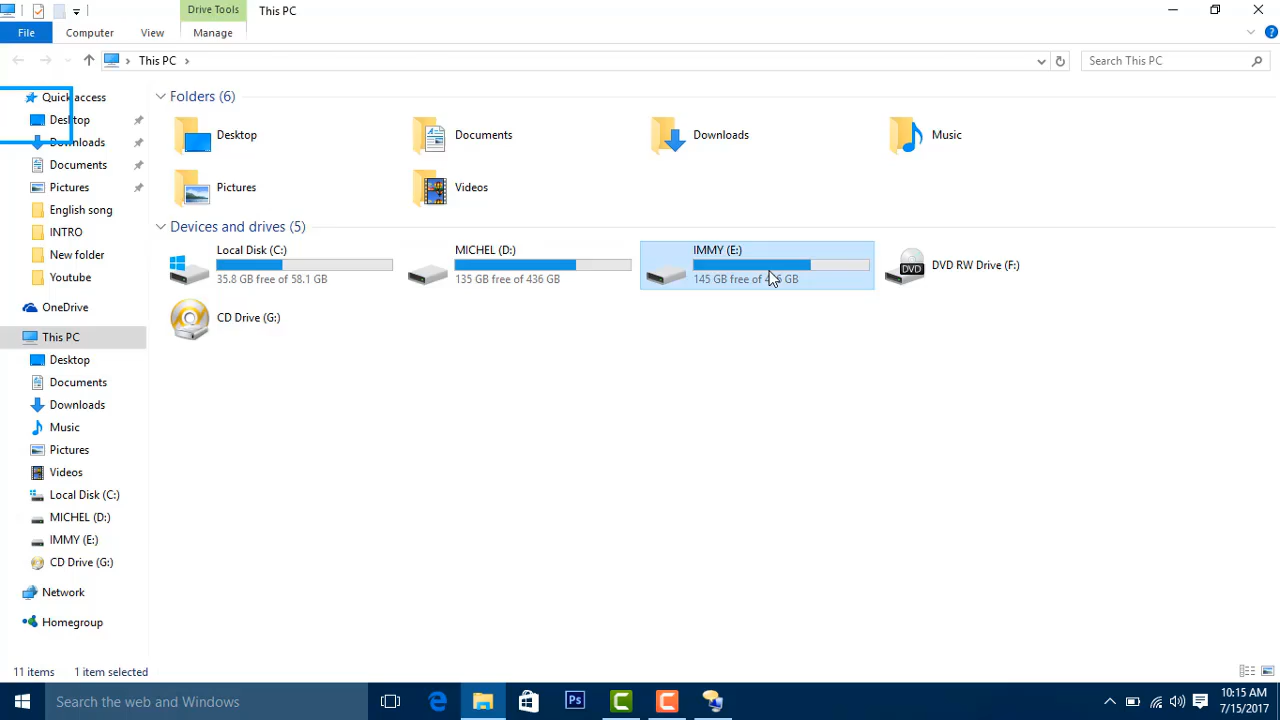 Drive Tools
This PC
File
Computer
View
Manage
This PC
Search This PC
Quick access
Desktop
Downloads
Documents
Pictures
English song
INTRO
New folder
Youtube
OneDrive
This PC
Desktop
Documents
Downloads
Music
Pictures
Videos
Local Disk (C:)
MICHEL (D:)
IMMY (E:)
CD Drive (G:)
Network
Homegroup
Folders (6)
Desktop
Documents
Downloads
Music
Pictures
Videos
Devices and drives (5)
Local Disk (C:)
35.8 GB free of 58.1 GB
MICHEL (D:)
135 GB free of 436 GB
IMMY (E:)
145 GB free of GB
DVD
DVD RW Drive (F:)
CD Drive (G:)
11 items
1 item selected
Search the web and Windows
Ps
10:15 AM
7/15/2017